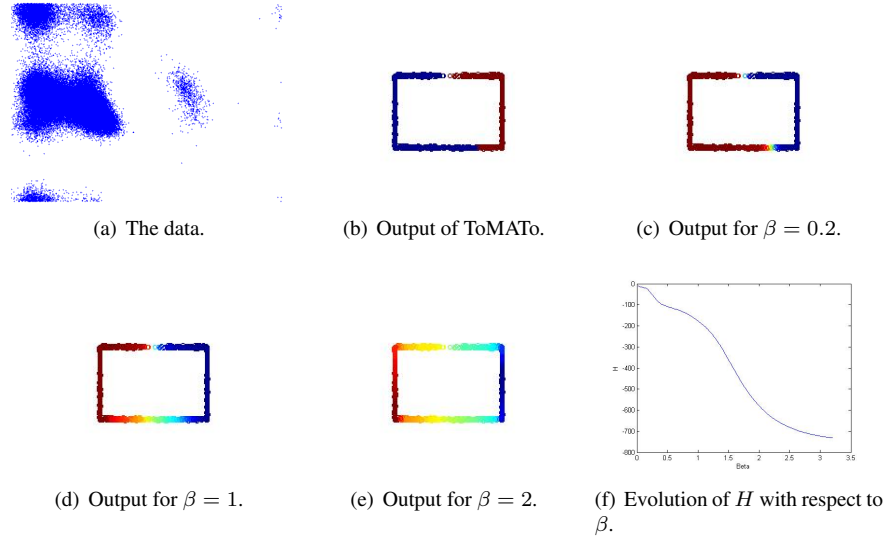 (a) The data.
(b) Output of ToMATo.
(c) Output for β = 0.2.
0
-100
-200
-300
-400
-500
-600
-700
-800
H
0
0.5
1
1.5
2
2.5
3
3.5
Beta
(d) Output for β = 1.
(e) Output for β = 2.
(f) Evolution of H with respect to
β.